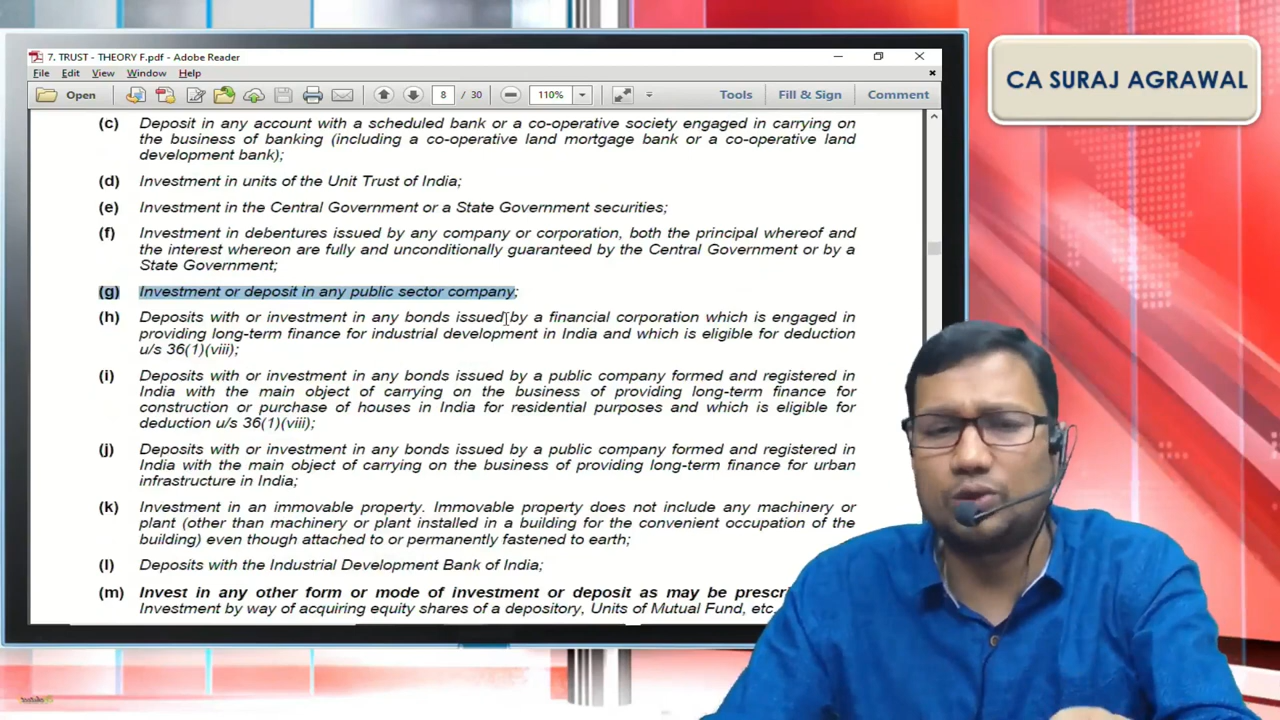 CA SURAJ AGRAWAL
7. TRUST - THEORY F.pdf - Adobe Reader
File Edit View Window Help
Open 8 / 30 110% Tools Fill & Sign Comment
(c) Deposit in any account with a scheduled bank or a co-operative society engaged in carrying on
the business of banking (including a co-operative land mortgage bank or a co-operative land
development bank);
(d) Investment in units of the Unit Trust of India;
(e) Investment in the Central Government or a State Government securities;
(f) Investment in debentures issued by any company or corporation, both the principal whereof and
the interest whereon are fully and unconditionally guaranteed by the Central Government or by a
State Government;
(g) Investment or deposit in any public sector company;
(h) Deposits with or investment in any bonds issued by a financial corporation which is engaged in
providing long-term finance for industrial development in India and which is eligible for deduction
u/s 36(1)(viii);
(i) Deposits with or investment in any bonds issued by a public company formed and registered in
India with the main object of carrying on the business of providing long-term finance for
construction or purchase of houses in India for residential purposes and which is eligible for
deduction u/s 36(1)(viii);
(j) Deposits with or investment in any bonds issued by a public company formed and registered in
India with the main object of carrying on the business of providing long-term finance for urban
infrastructure in India;
(k) Investment in an immovable property. Immovable property does not include any machinery or
plant (other than machinery or plant installed in a building for the convenient occupation of the
building) even though attached to or permanently fastened to earth;
(l) Deposits with the Industrial Development Bank of India;
(m) Invest in any other form or mode of investment or deposit as may be prescri
Investment by way of acquiring equity shares of a depository, Units of Mutual Fund, etc.